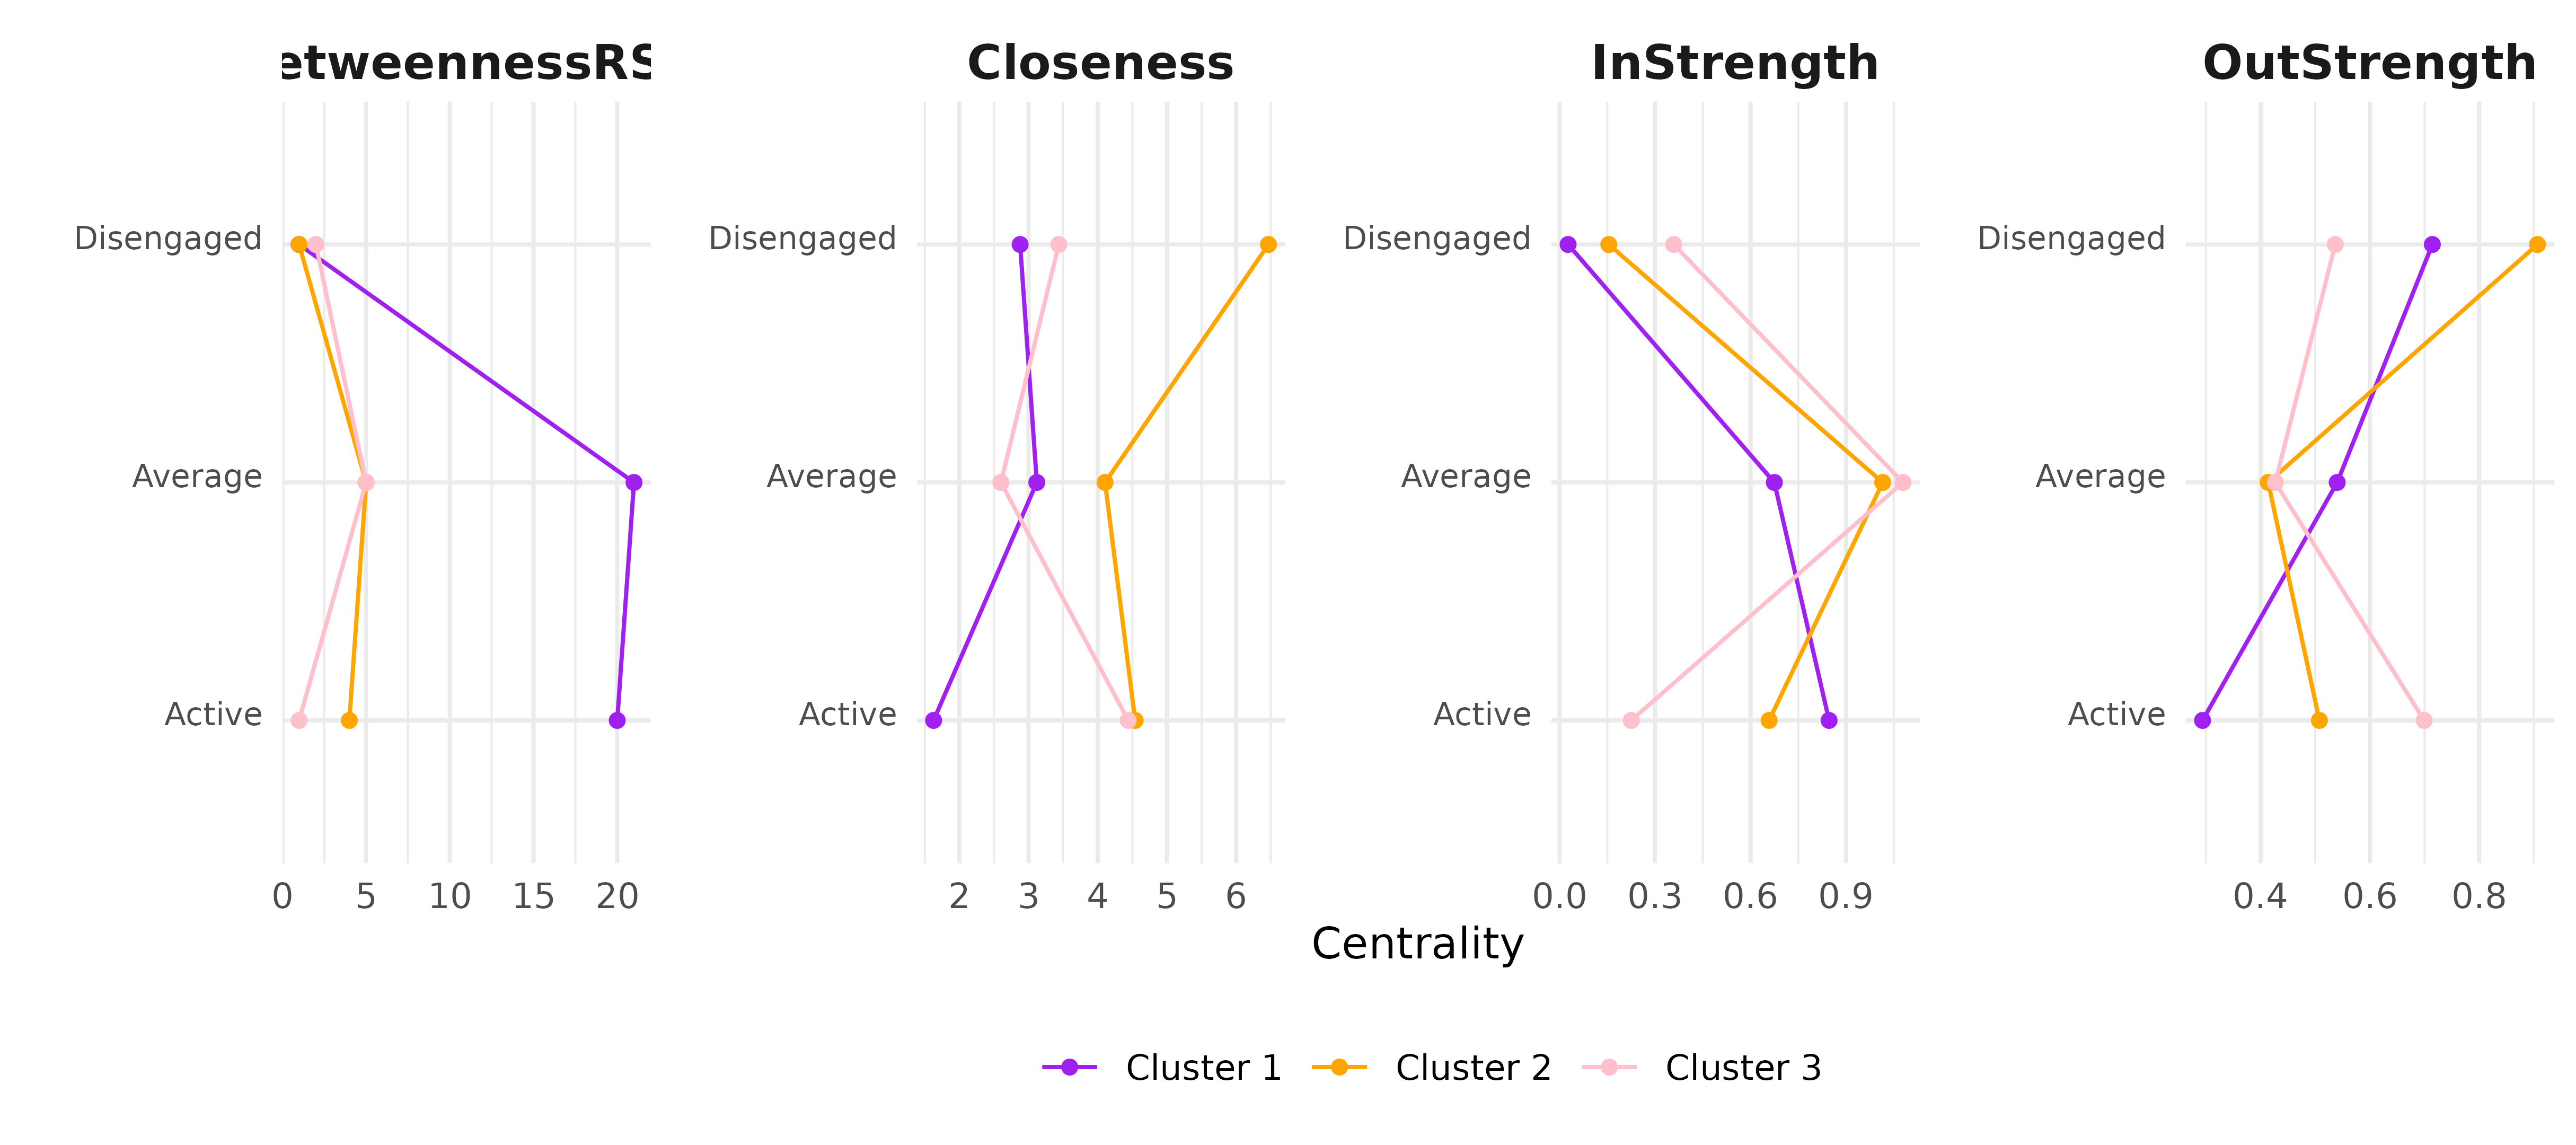 etweennessRS
Closeness
InStrength
OutStrength
Disengaged
Average
Active
0 5 10 15 20
Disengaged
Average
Active
2 3 4 5 6
Disengaged
Average
Active
0.0 0.3 0.6 0.9
Disengaged
Average
Active
0.4 0.6 0.8
Centrality
Cluster 1
Cluster 2
Cluster 3